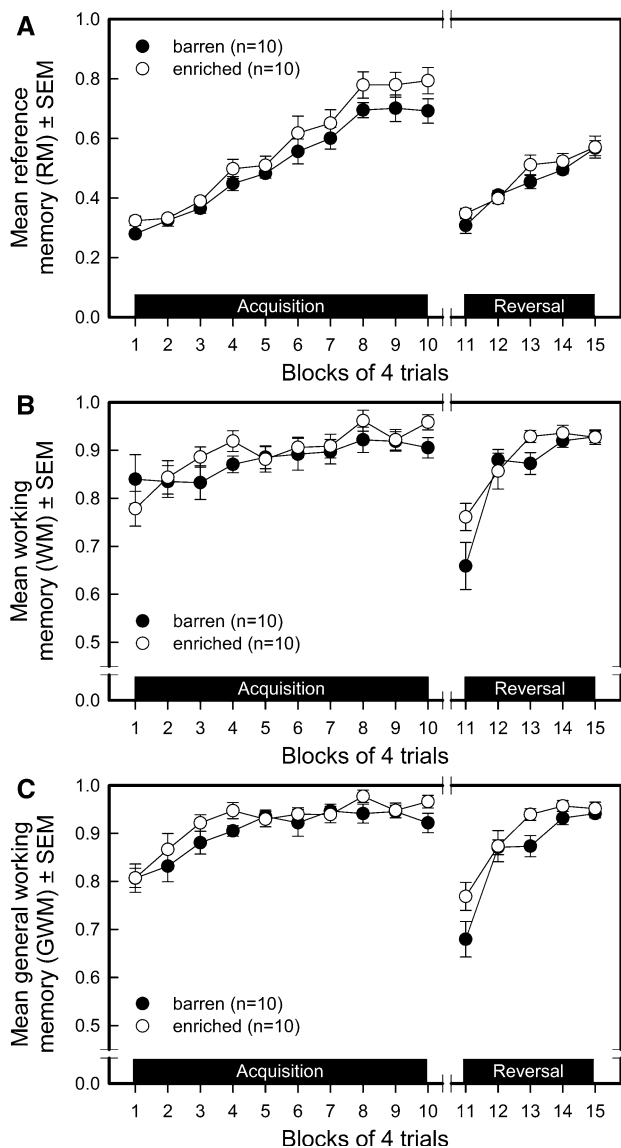 A
1.0
barren (n=10)
enriched (n=10)
0.8
0.6
0.4
0.2
0.0
Mean reference
memory (RM) ± SEM
Acquisition
Reversal
1 2 3 4 5 6 7 8 9 10 11 12 13 14 15
Blocks of 4 trials
B
1.0
0.9
0.8
0.7
0.6
0.5
0.0
Mean working
memory (WM) ± SEM
barren (n=10)
enriched (n=10)
Acquisition
Reversal
1 2 3 4 5 6 7 8 9 10 11 12 13 14 15
Blocks of 4 trials
C
1.0
0.9
0.8
0.7
0.6
0.5
0.0
Mean general working
memory (GWM) ± SEM
barren (n=10)
enriched (n=10)
Acquisition
Reversal
1 2 3 4 5 6 7 8 9 10 11 12 13 14 15
Blocks of 4 trials